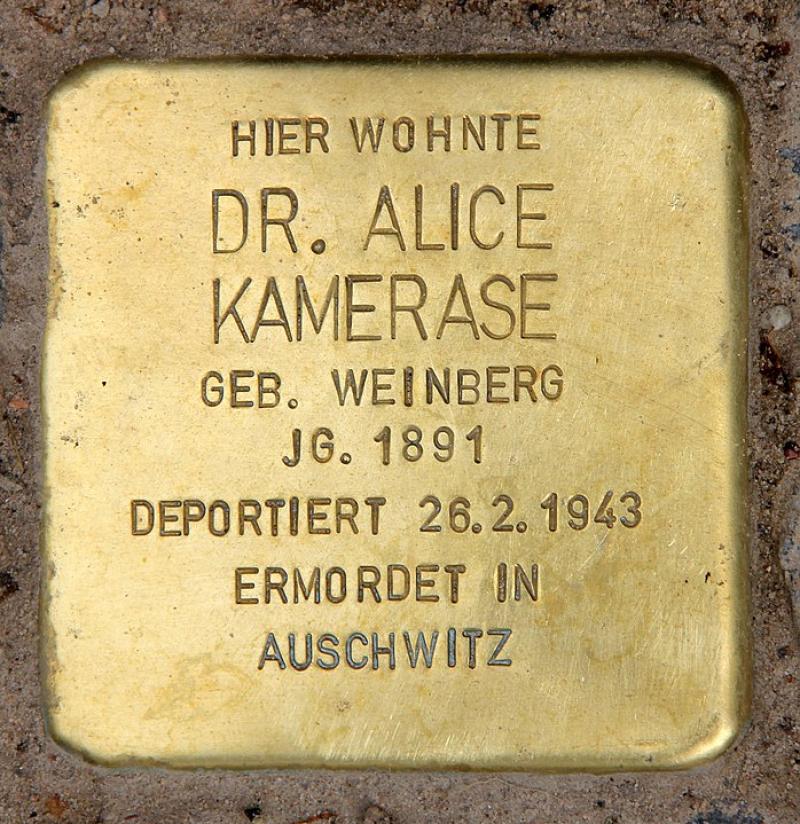 HIER WOHNTE
DR. ALICE
KAMERASE
GEB. WEINBERG
JG. 1891
DEPORTIERT 26.2.1943
ERMORDET IN
AUSCHWITZ